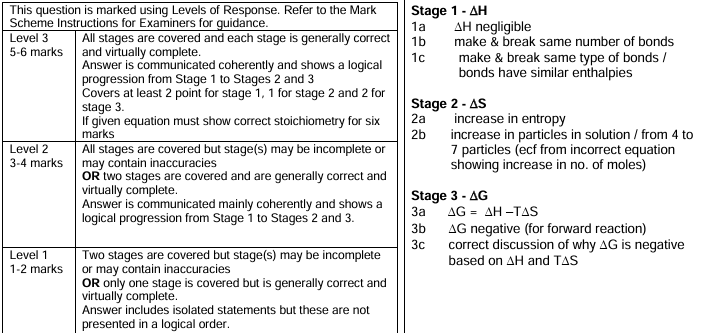 This question is marked using Levels of Response. Refer to the Mark
Scheme Instructions for Examiners for guidance.
Level 3
5-6 marks
All stages are covered and each stage is generally correct
and virtually complete.
Answer is communicated coherently and shows a logical
progression from Stage 1 to Stages 2 and 3
Covers at least 2 point for stage 1, 1 for stage 2 and 2 for
stage 3.
If given equation must show correct stoichiometry for six
marks
Level 2
3-4 marks
All stages are covered but stage(s) may be incomplete or
may contain inaccuracies
OR two stages are covered and are generally correct and
virtually complete.
Answer is communicated mainly coherently and shows a
logical progression from Stage 1 to Stages 2 and 3.
Level 1
1-2 marks
Two stages are covered but stage(s) may be incomplete
or may contain inaccuracies
OR only one stage is covered but is generally correct and
virtually complete.
Answer includes isolated statements but these are not
presented in a logical order.
Stage 1 - ΔH
1a ΔH negligible
1b make & break same number of bonds
1c make & break same type of bonds /
bonds have similar enthalpies
Stage 2 - ΔS
2a increase in entropy
2b increase in particles in solution / from 4 to
7 particles (ecf from incorrect equation
showing increase in no. of moles)
Stage 3 - ΔG
3a ΔG = ΔH –TΔS
3b ΔG negative (for forward reaction)
3c correct discussion of why ΔG is negative
based on ΔH and TΔS